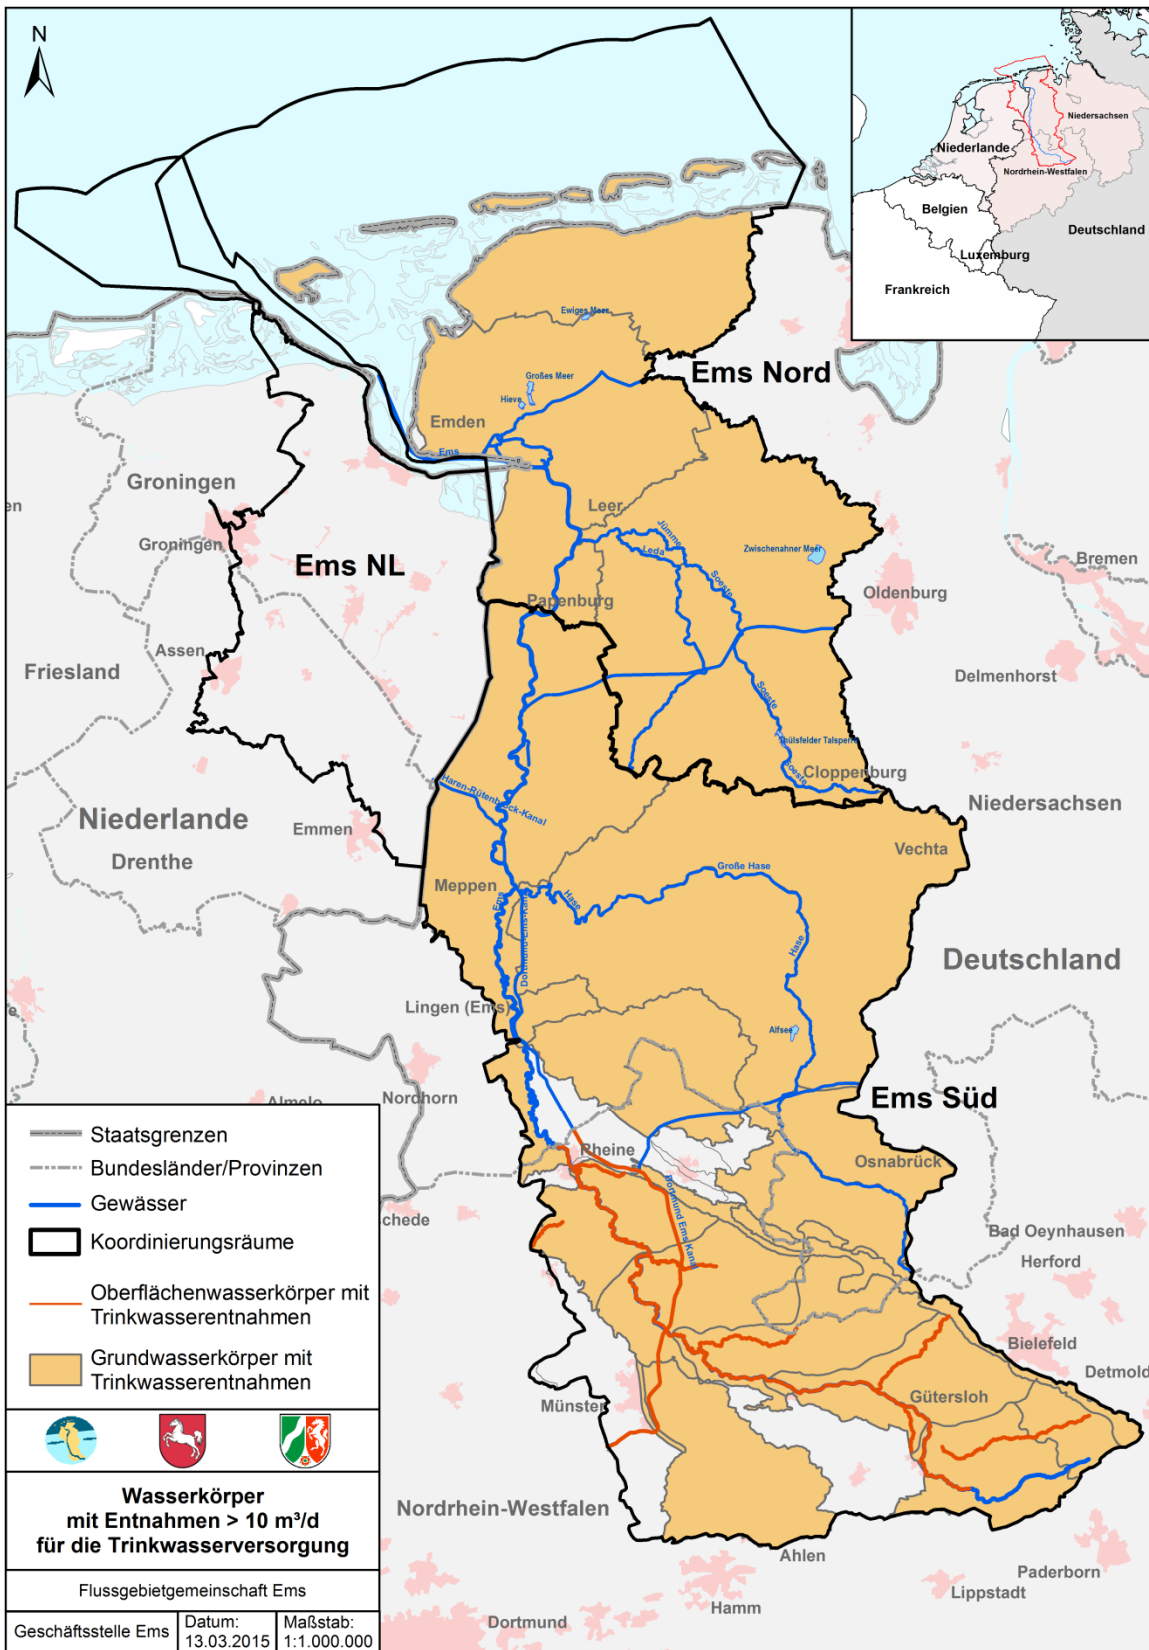 N
Niedersachsen
Niederlande
Nordrhein-Westfalen
Belgien
Deutschland
Luxemburg
Frankreich
Ewiges Meer
Ems Nord
Großes Meer
Hieve
Emden
Ems
Groningen
Leer
Jümme
Groningen
Leda
Zwischenahner Meer
Bremen
Ems NL
Soeste
Oldenburg
Papenburg
Assen
Friesland
Delmenhorst
Soeste
Thülsfelder Talsperre
Soeste
Cloppenburg
Haren-Rütenbrock-Kanal
Niederlande
Niedersachsen
Emmen
Drenthe
Vechta
Große Hase
Meppen
Ems
Hase
Dortmund-Ems-Kanal
Hase
Deutschland
Lingen (Ems)
Alfsee
Ems Süd
Nordhorn
Almelo
Rheine
Osnabrück
Dortmund Ems Kanal
schede
Bad Oeynhausen
Herford
Bielefeld
Detmold
Gütersloh
Münster
Nordrhein-Westfalen
Ahlen
Paderborn
Lippstadt
Hamm
Dortmund
Staatsgrenzen
Bundesländer/Provinzen
Gewässer
Koordinierungsräume
Oberflächenwasserkörper mit
Trinkwasserentnahmen
Grundwasserkörper mit
Trinkwasserentnahmen
Wasserkörper
mit Entnahmen > 10 m³/d
für die Trinkwasserversorgung
Flussgebietgemeinschaft Ems
Geschäftsstelle Ems
Datum:
13.03.2015
Maßstab:
1:1.000.000